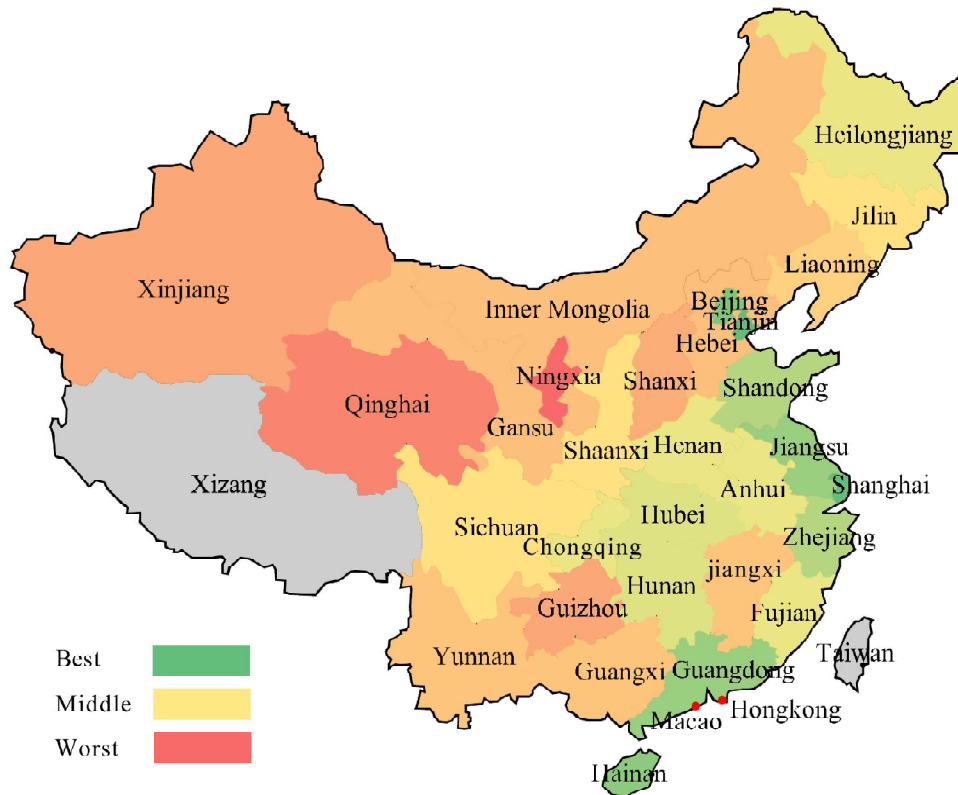 Heilongjiang
Jilin
Liaoning
Xinjiang
Inner Mongolia
Beijing
Tianjin
Hebei
Ningxia
Shanxi
Shandong
Qinghai
Gansu
Shaanxi
Henan
Jiangsu
Xizang
Anhui
Shanghai
Sichuan
Hubei
Zhejiang
Chongqing
jiangxi
Hunan
Guizhou
Fujian
Yunnan
Guangxi
Guangdong
Taiwan
Macao
Hongkong
Hainan
Best
Middle
Worst